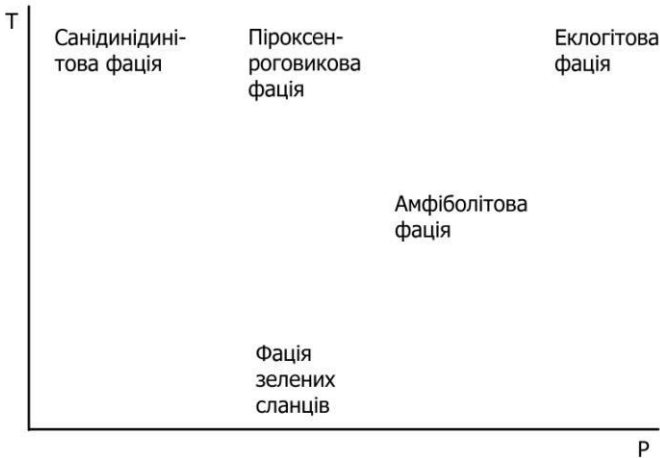 T
Санідинідині-
това фація
Піроксен-
роговикова
фація
Еклогітова
фація
Амфіболітова
фація
Фація
зелених
сланців
P